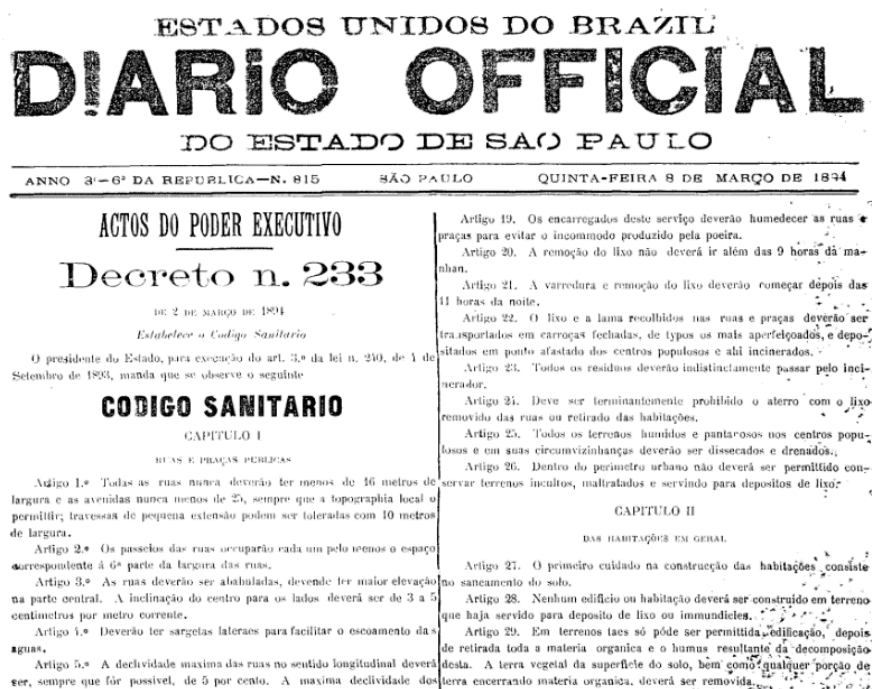 ESTADOS UNIDOS DO BRAZIL
DIARIO OFFICIAL
DO ESTADO DE SAO PAULO
ANNO 3º—6ª DA REPUBLICA—N. 815
SÃO PAULO
QUINTA-FEIRA 8 DE MARÇO DE 1894
ACTOS DO PODER EXECUTIVO
Decreto n. 233
DE 2 DE MARÇO DE 1894
Estabelece o Codigo Sanitario
O presidente do Estado, para execução do art. 3.º da lei n. 240, de 4 de
Setembro de 1893, manda que se observe o seguinte
CODIGO SANITARIO
CAPITULO I
RUAS E PRAÇAS PUBLICAS
Artigo 1.º Todas as ruas nunca deverão ter menos de 16 metros de
largura e as avenidas nunca menos de 25, sempre que a topographia local o
permittir; travessas de pequena extensão podem ser toleradas com 10 metros
de largura.
Artigo 2.º Os passeios das ruas occuparão cada um pelo menos o espaço
correspondente á 6ª parte da largura das ruas.
Artigo 3.º As ruas deverão ser abahuladas, devende ter maior elevação
na parte central. A inclinação do centro para os lados deverá ser de 3 a 5
centimetros por metro corrente.
Artigo 4.º Deverão ter sargetas lateraes para facilitar o escoamento das
aguas.
Artigo 5.º A declividade maxima das ruas no sentido longitudinal deverá
ser, sempre que fôr possivel, de 5 por cento. A maxima declividade dos
Artigo 19. Os encarregados deste serviço deverão humedecer as ruas e
praças para evitar o incommodo produzido pela poeira.
Artigo 20. A remoção do lixo não deverá ir além das 9 horas da ma-
nhan.
Artigo 21. A varredura e remoção do lixo deverão começar depois das
11 horas da noite.
Artigo 22. O lixo e a lama recolhidos nas ruas e praças deverão ser
transportados em carroças fechadas, de typos os mais aperfeiçoados, e depo-
sitados em ponto afastado dos centros populosos e ahi incinerados.
Artigo 23. Todos os residuos deverão indistinctamente passar pelo inci-
nerador.
Artigo 24. Deve ser terminantemente prohibido o aterro com o lixo
removido das ruas ou retirado das habitações.
Artigo 25. Todos os terrenos humidos e pantanosos nos centros popu-
losos e em suas circumvizinhanças deverão ser dissecados e drenados.
Artigo 26. Dentro do perimetro urbano não deverá ser permittido con-
servar terrenos incultos, maltratados e servindo para depositos de lixo.
CAPITULO II
DAS HABITAÇÕES EM GERAL
Artigo 27. O primeiro cuidado na construcção das habitações consiste
no saneamento do solo.
Artigo 28. Nenhum edificio ou habitação deverá ser construido em terreno
que haja servido para deposito de lixo ou immundicies.
Artigo 29. Em terrenos taes só póde ser permittida edificação, depois
de retirada toda a materia organica e o humus resultante da decomposição
desta. A terra vegetal da superficie do solo, bem como qualquer porção de
terra encerrando materia organica, deverá ser removida.